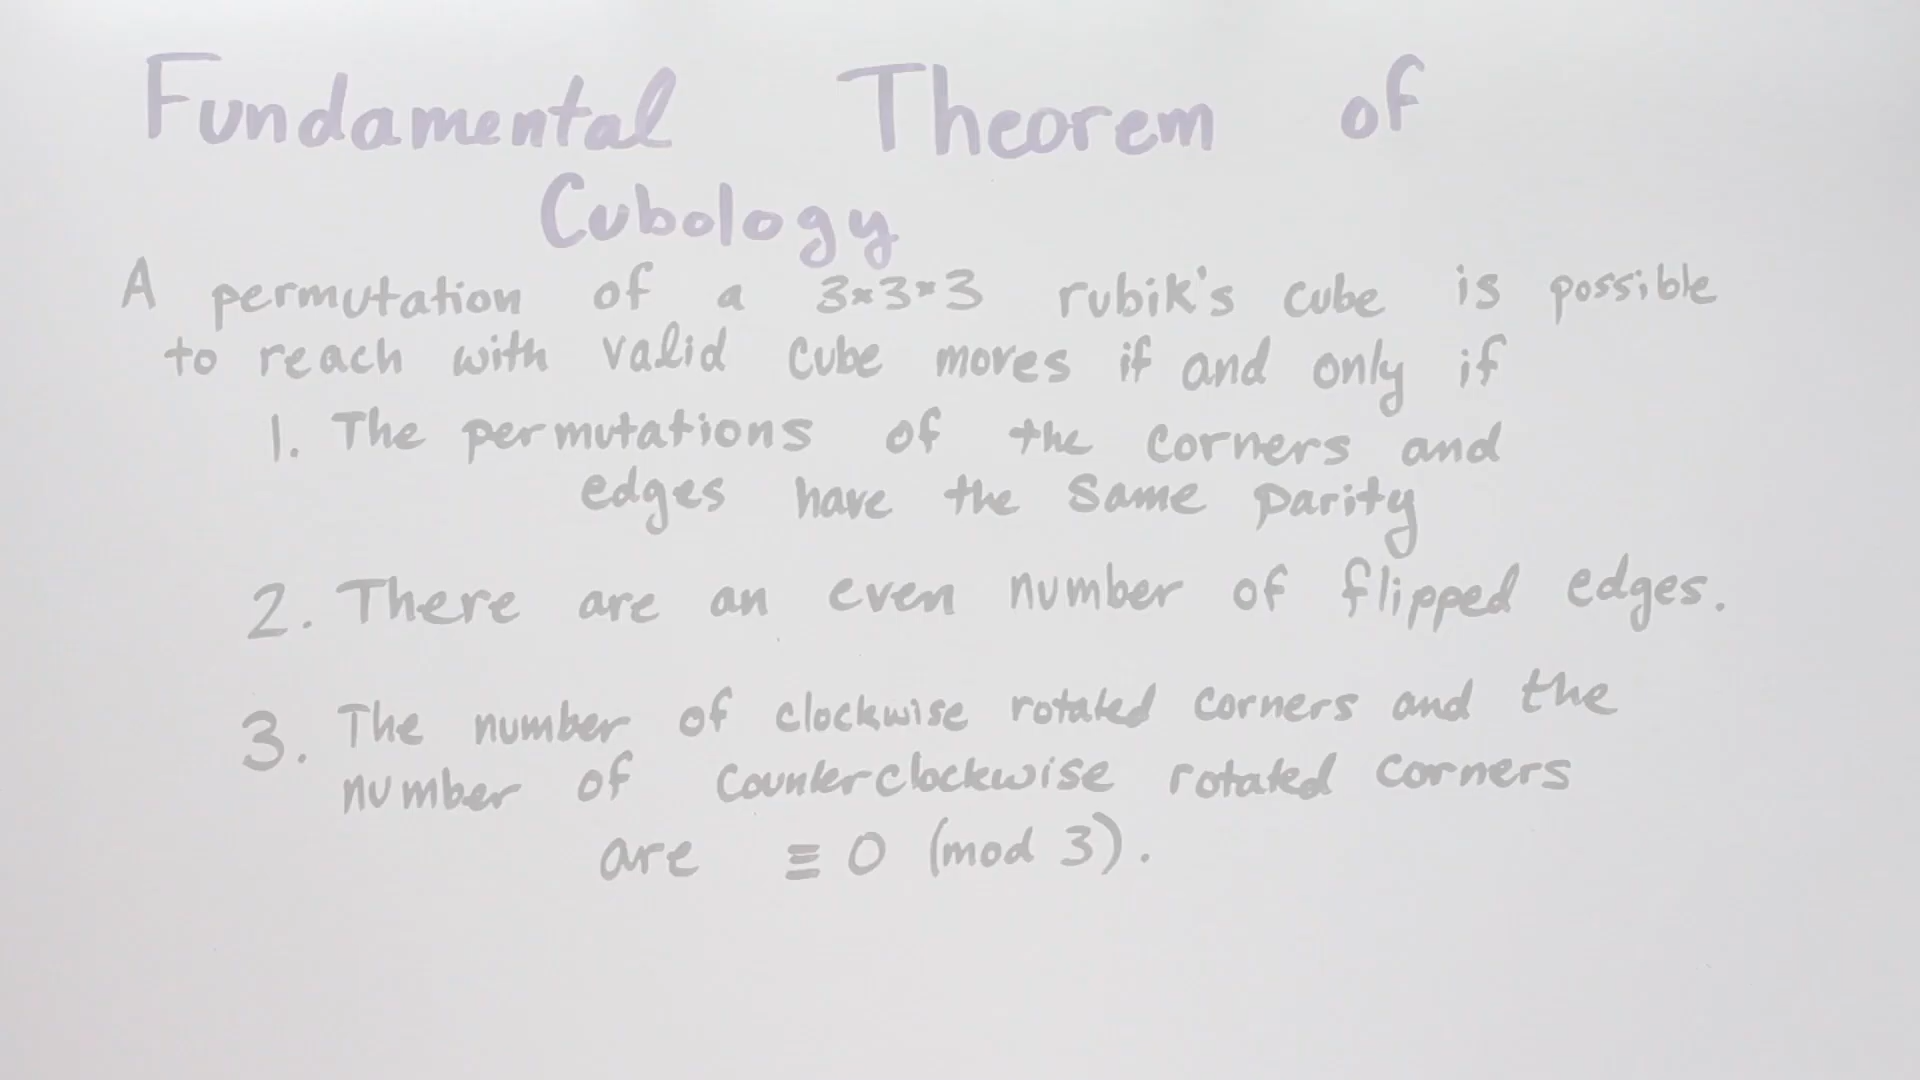 Fundamental Theorem of
Cubology
A permutation of a 3×3×3 rubik's cube is possible
to reach with valid cube moves if and only if
1. The permutations of the corners and
edges have the same parity
2. There are an even number of flipped edges.
3. The number of clockwise rotated corners and the
number of counterclockwise rotated corners
are ≡ 0 (mod 3).